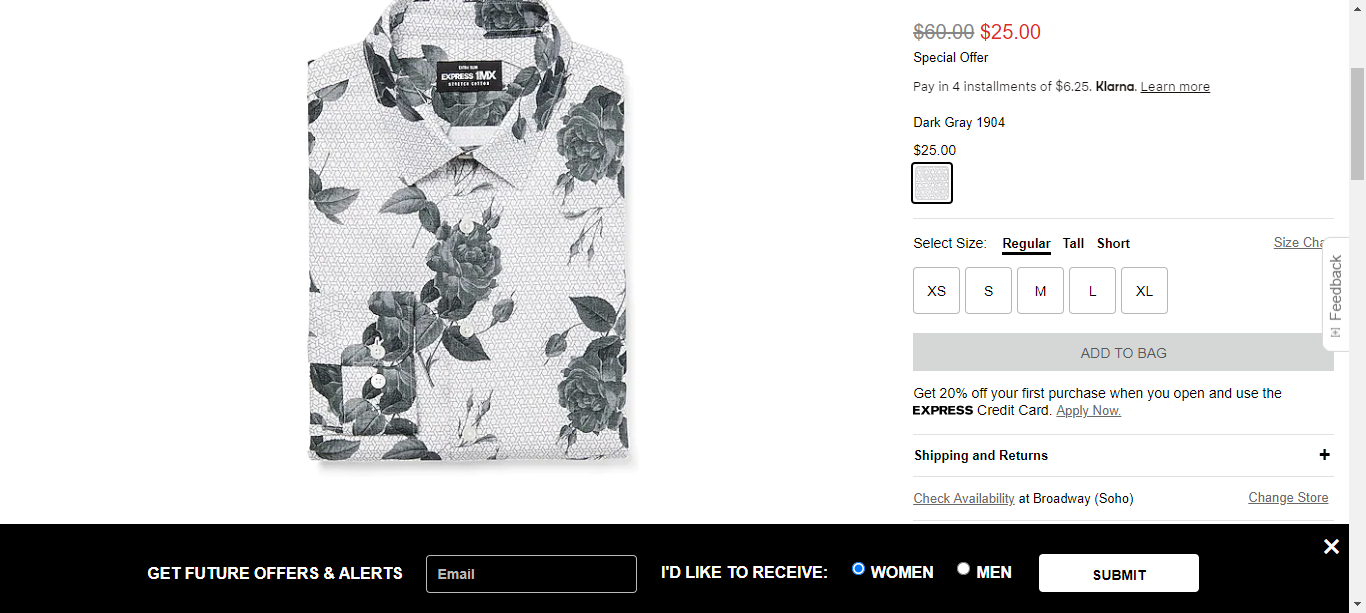 EXTRA SLIM
EXPRESS 1MX
STRETCH COTTON
$60.00 $25.00
Special Offer
Pay in 4 installments of $6.25. Klarna. Learn more
Dark Gray 1904
$25.00
Select Size: Regular Tall Short
Size Cha
XS S M L XL
Feedback
ADD TO BAG
Get 20% off your first purchase when you open and use the
EXPRESS Credit Card. Apply Now.
Shipping and Returns +
Check Availability at Broadway (Soho) Change Store
GET FUTURE OFFERS & ALERTS Email I'D LIKE TO RECEIVE: WOMEN MEN SUBMIT